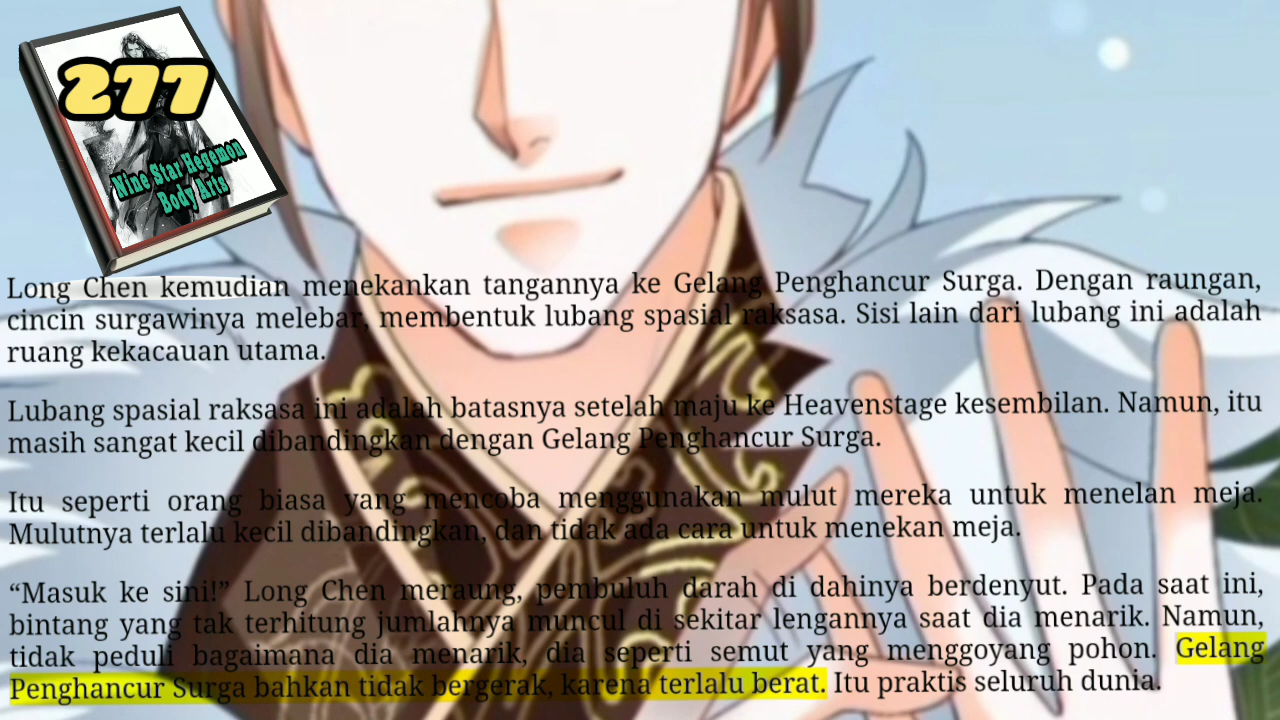 277
Nine Star Hegemon
Body Arts
Long Chen kemudian menekankan tangannya ke Gelang Penghancur Surga. Dengan raungan,
cincin surgawinya melebar, membentuk lubang spasial raksasa. Sisi lain dari lubang ini adalah
ruang kekacauan utama.
Lubang spasial raksasa ini adalah batasnya setelah maju ke Heavenstage kesembilan. Namun, itu
masih sangat kecil dibandingkan dengan Gelang Penghancur Surga.
Itu seperti orang biasa yang mencoba menggunakan mulut mereka untuk menelan meja.
Mulutnya terlalu kecil dibandingkan, dan tidak ada cara untuk menekan meja.
“Masuk ke sini!” Long Chen meraung, pembuluh darah di dahinya berdenyut. Pada saat ini,
bintang yang tak terhitung jumlahnya muncul di sekitar lengannya saat dia menarik. Namun,
tidak peduli bagaimana dia menarik, dia seperti semut yang menggoyang pohon. Gelang
Penghancur Surga bahkan tidak bergerak, karena terlalu berat. Itu praktis seluruh dunia.